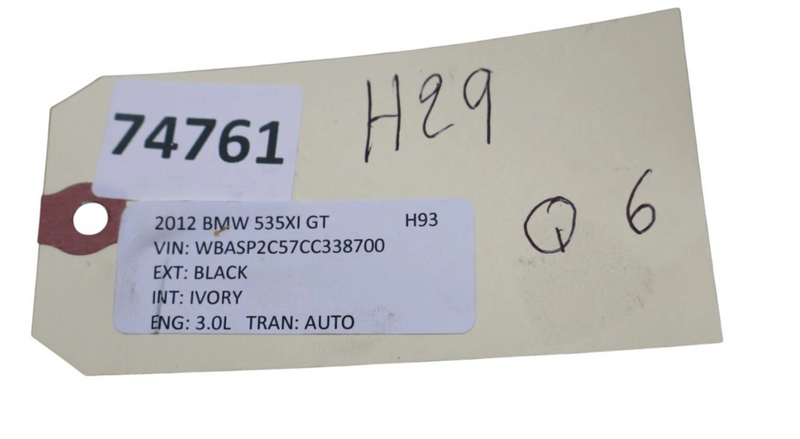 74761
H29
2012 BMW 535XI GT H93
VIN: WBASP2C57CC338700
EXT: BLACK
INT: IVORY
ENG: 3.0L TRAN: AUTO
Q 6